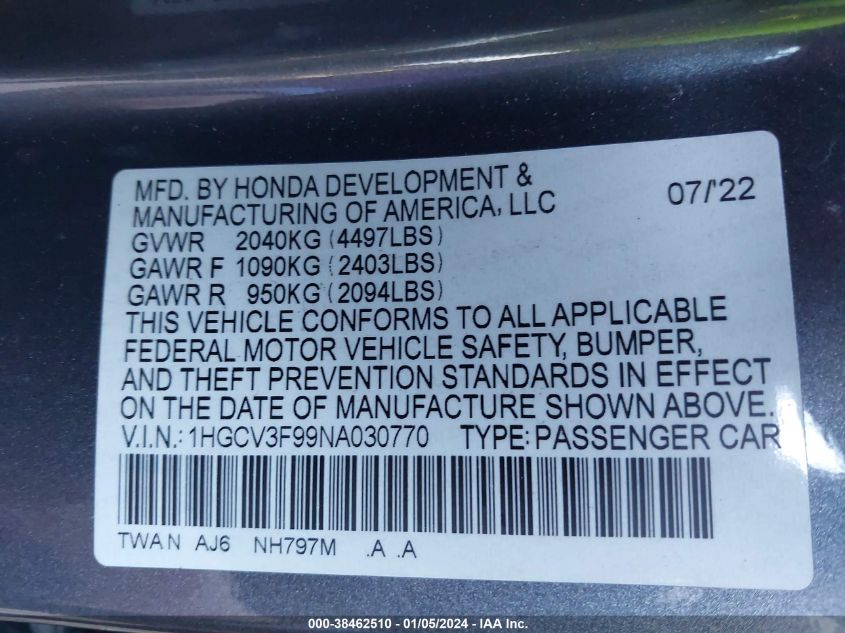 MFD. BY HONDA DEVELOPMENT &
MANUFACTURING OF AMERICA, LLC 07/'22
GVWR 2040KG (4497LBS)
GAWR F 1090KG (2403LBS)
GAWR R 950KG (2094LBS)
THIS VEHICLE CONFORMS TO ALL APPLICABLE
FEDERAL MOTOR VEHICLE SAFETY, BUMPER,
AND THEFT PREVENTION STANDARDS IN EFFECT
ON THE DATE OF MANUFACTURE SHOWN ABOVE.
V.I.N.: 1HGCV3F99NA030770 TYPE: PASSENGER CAR
TWAN AJ6 NH797M .A .A
000-38462510 - 01/05/2024 - IAA Inc.